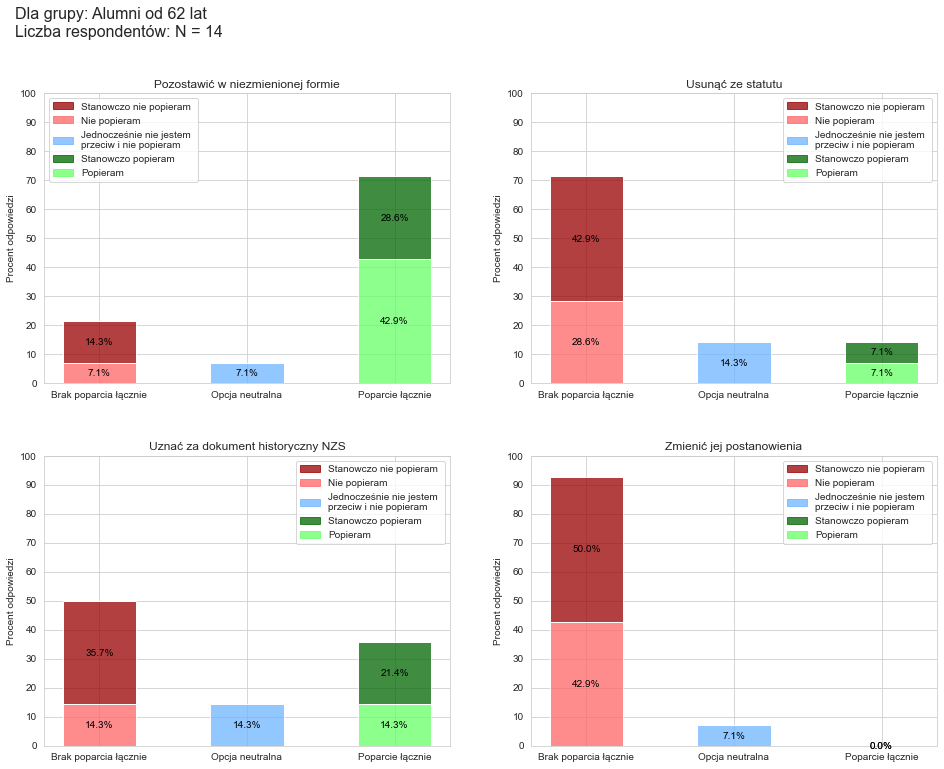 Dla grupy: Alumni od 62 lat
Liczba respondentów: N = 14
Pozostawić w niezmienionej formie
Procent odpowiedzi
100
90
80
70
60
50
40
30
20
10
0
Stanowczo nie popieram
Nie popieram
Jednocześnie nie jestem
przeciw i nie popieram
Stanowczo popieram
Popieram
14.3%
7.1%
7.1%
28.6%
42.9%
Brak poparcia łącznie
Opcja neutralna
Poparcie łącznie
Usunąć ze statutu
Procent odpowiedzi
100
90
80
70
60
50
40
30
20
10
0
Stanowczo nie popieram
Nie popieram
Jednocześnie nie jestem
przeciw i nie popieram
Stanowczo popieram
Popieram
42.9%
28.6%
14.3%
7.1%
7.1%
Brak poparcia łącznie
Opcja neutralna
Poparcie łącznie
Uznać za dokument historyczny NZS
Procent odpowiedzi
100
90
80
70
60
50
40
30
20
10
0
Stanowczo nie popieram
Nie popieram
Jednocześnie nie jestem
przeciw i nie popieram
Stanowczo popieram
Popieram
35.7%
14.3%
14.3%
21.4%
14.3%
Brak poparcia łącznie
Opcja neutralna
Poparcie łącznie
Zmienić jej postanowienia
Procent odpowiedzi
100
90
80
70
60
50
40
30
20
10
0
Stanowczo nie popieram
Nie popieram
Jednocześnie nie jestem
przeciw i nie popieram
Stanowczo popieram
Popieram
50.0%
42.9%
7.1%
0.0%
Brak poparcia łącznie
Opcja neutralna
Poparcie łącznie